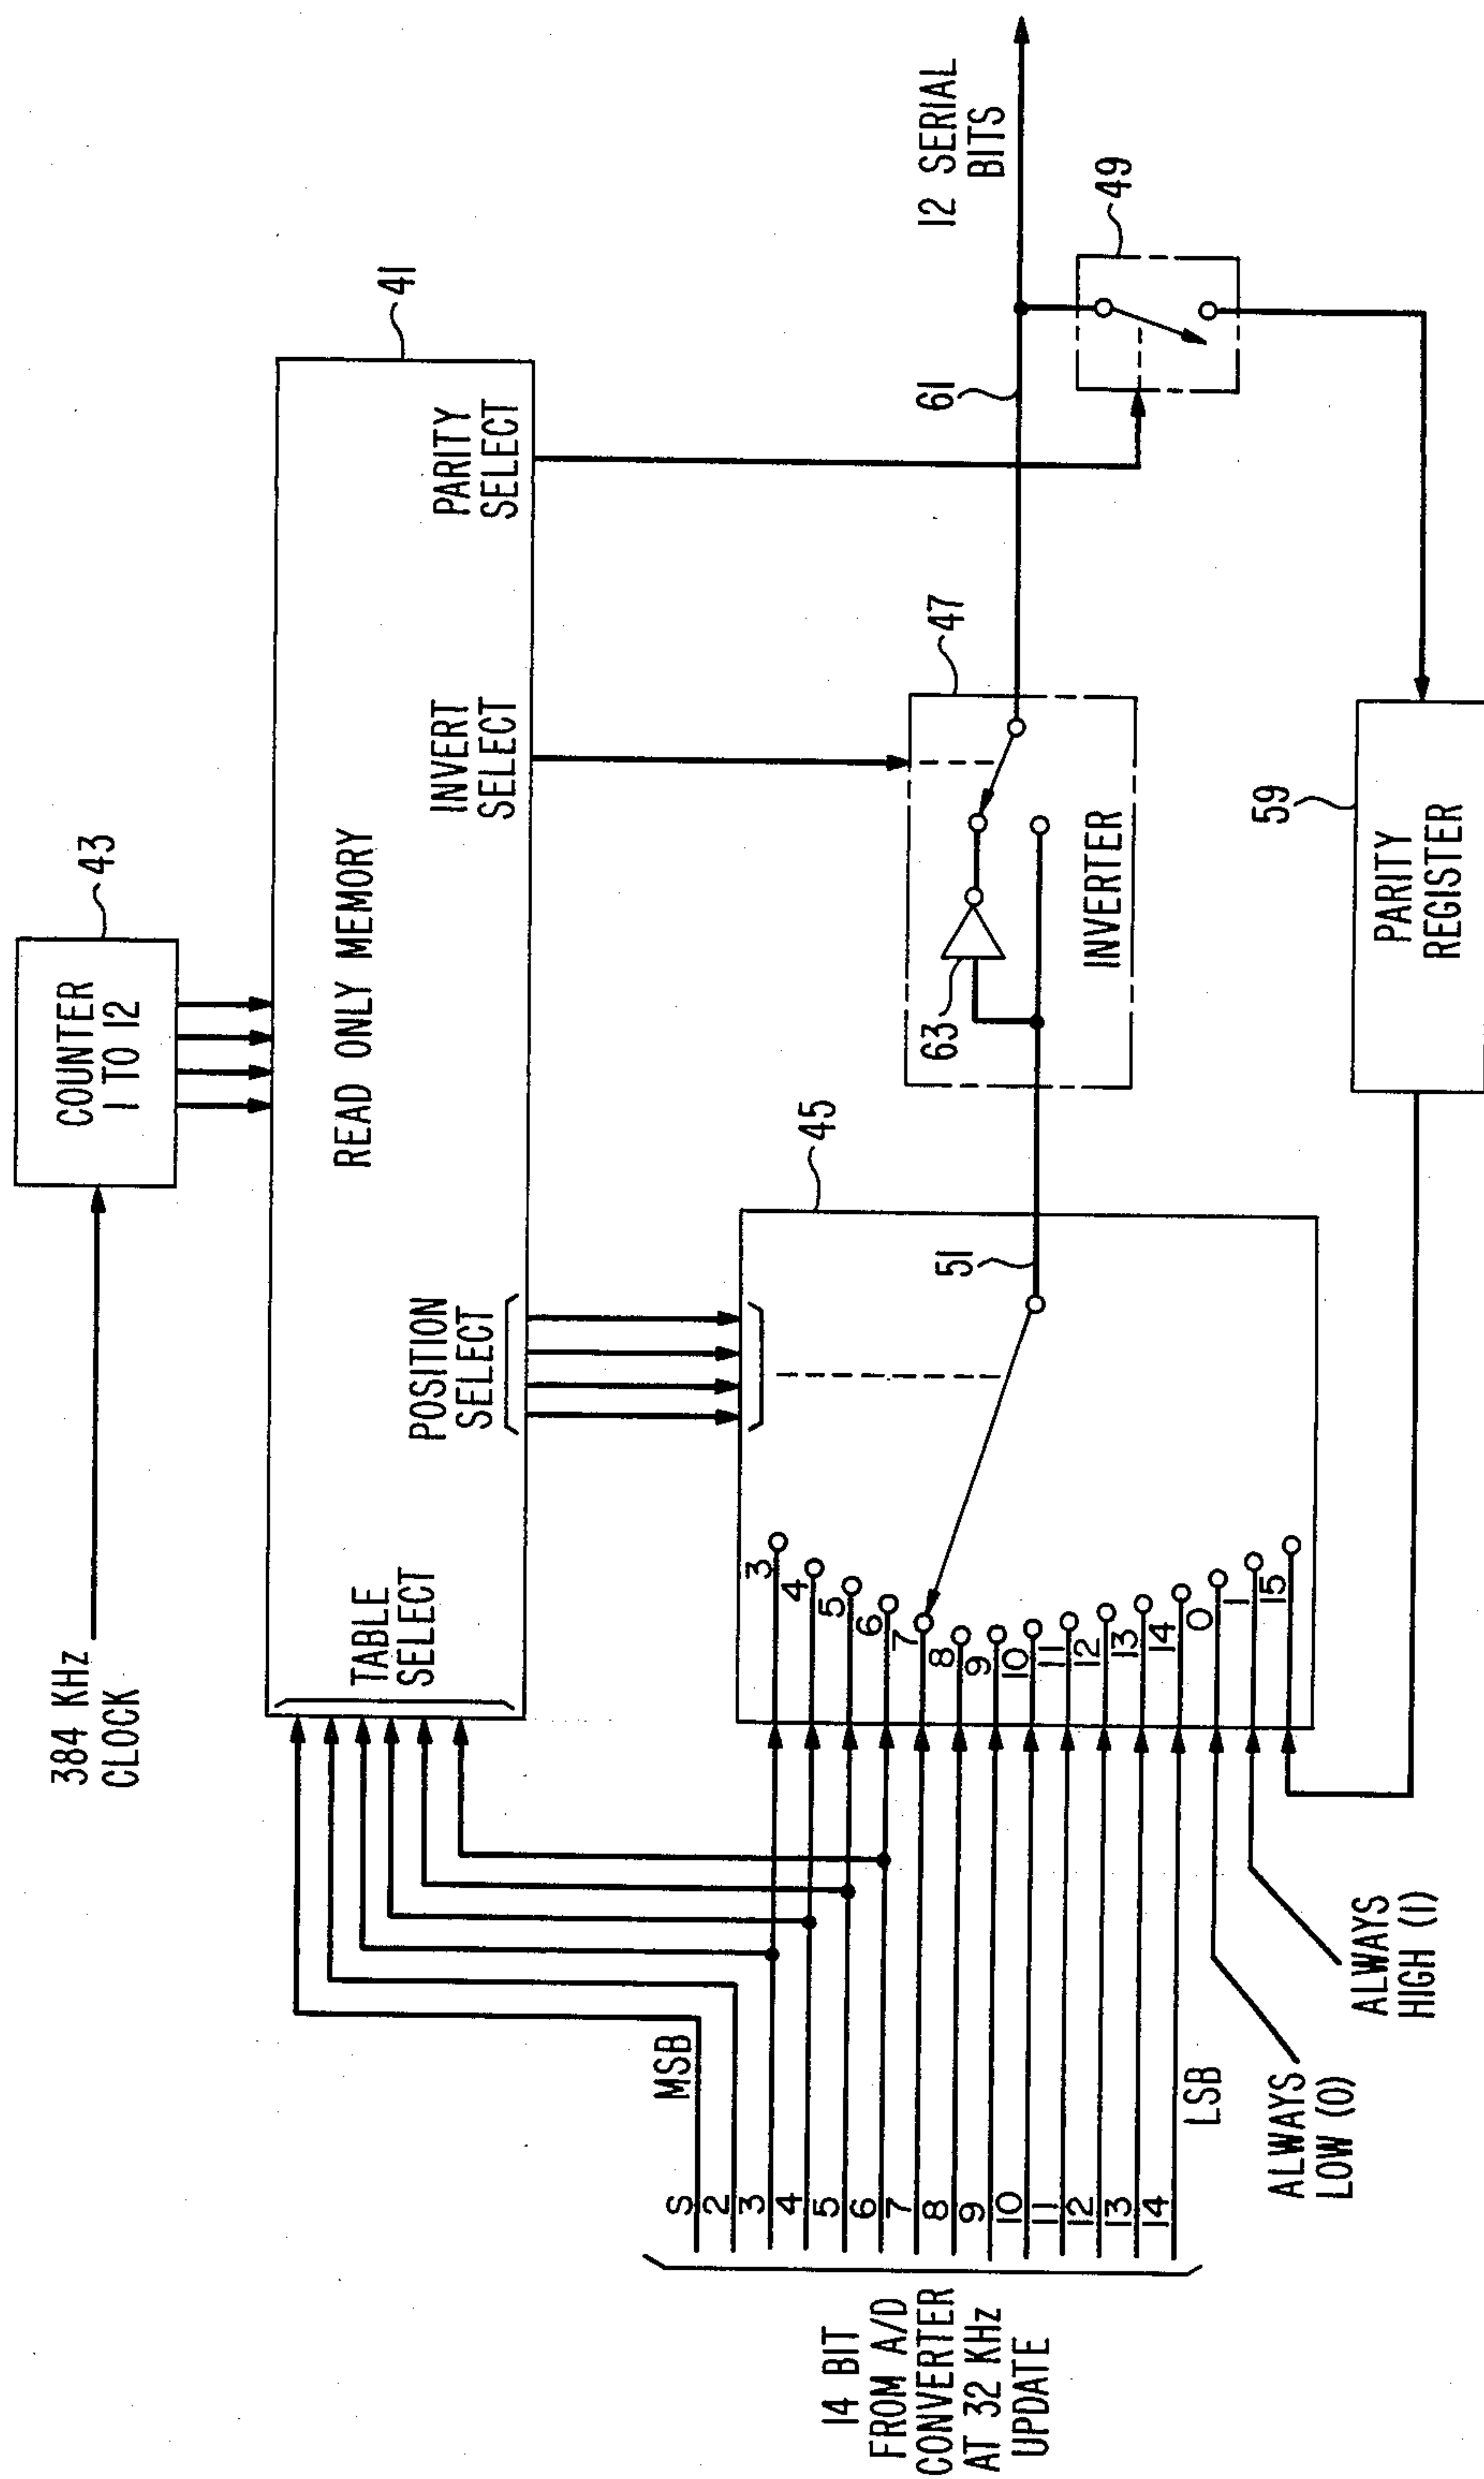 384 KHz
CLOCK
COUNTER
1 TO 12
43
READ ONLY MEMORY
41
TABLE
SELECT
POSITION
SELECT
INVERT
SELECT
PARITY
SELECT
14 BIT
FROM A/D
CONVERTER
AT 32 KHz
UPDATE
MSB
S
2
3
4
5
6
7
8
9
10
11
12
13
14
LSB
ALWAYS
LOW (0)
ALWAYS
HIGH (1)
3
4
5
6
7
8
9
10
11
12
13
14
0
1
15
45
51
63
INVERTER
47
61
12 SERIAL
BITS
49
59
PARITY
REGISTER